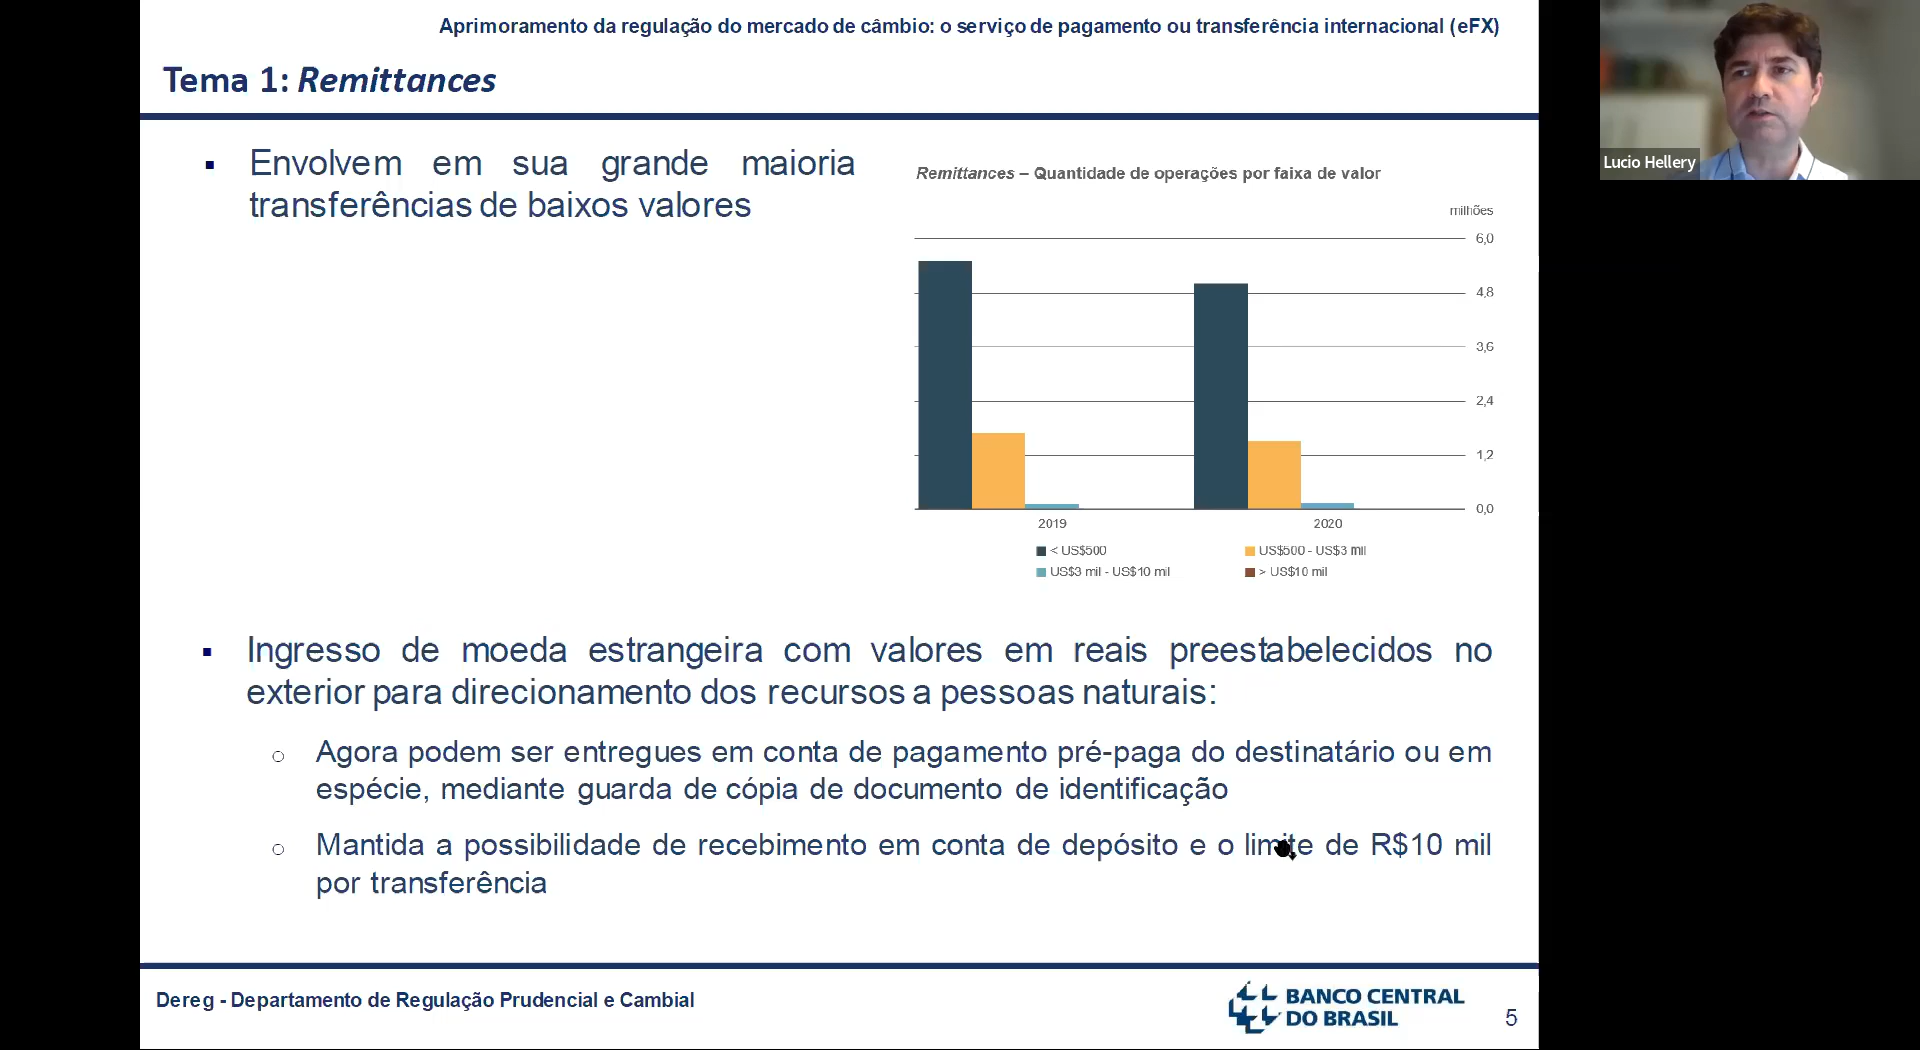 Aprimoramento da regulação do mercado de câmbio: o serviço de pagamento ou transferência internacional (eFX)
Tema 1: Remittances
▪ Envolvem em sua grande maioria
transferências de baixos valores
Remittances – Quantidade de operações por faixa de valor
milhões
6,0
4,8
3,6
2,4
1,2
0,0
2019 2020
< US$500 US$500 - US$3 mil
US$3 mil - US$10 mil > US$10 mil
▪ Ingresso de moeda estrangeira com valores em reais preestabelecidos no
exterior para direcionamento dos recursos a pessoas naturais:
○ Agora podem ser entregues em conta de pagamento pré-paga do destinatário ou em
espécie, mediante guarda de cópia de documento de identificação
○ Mantida a possibilidade de recebimento em conta de depósito e o limite de R$10 mil
por transferência
Dereg - Departamento de Regulação Prudencial e Cambial
BANCO CENTRAL
DO BRASIL
5
Lucio Hellery